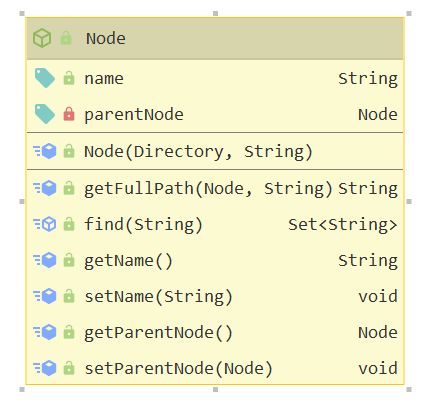 Node
name String
parentNode Node
Node(Directory, String)
getFullPath(Node, String) String
find(String) Set<String>
getName() String
setName(String) void
getParentNode() Node
setParentNode(Node) void